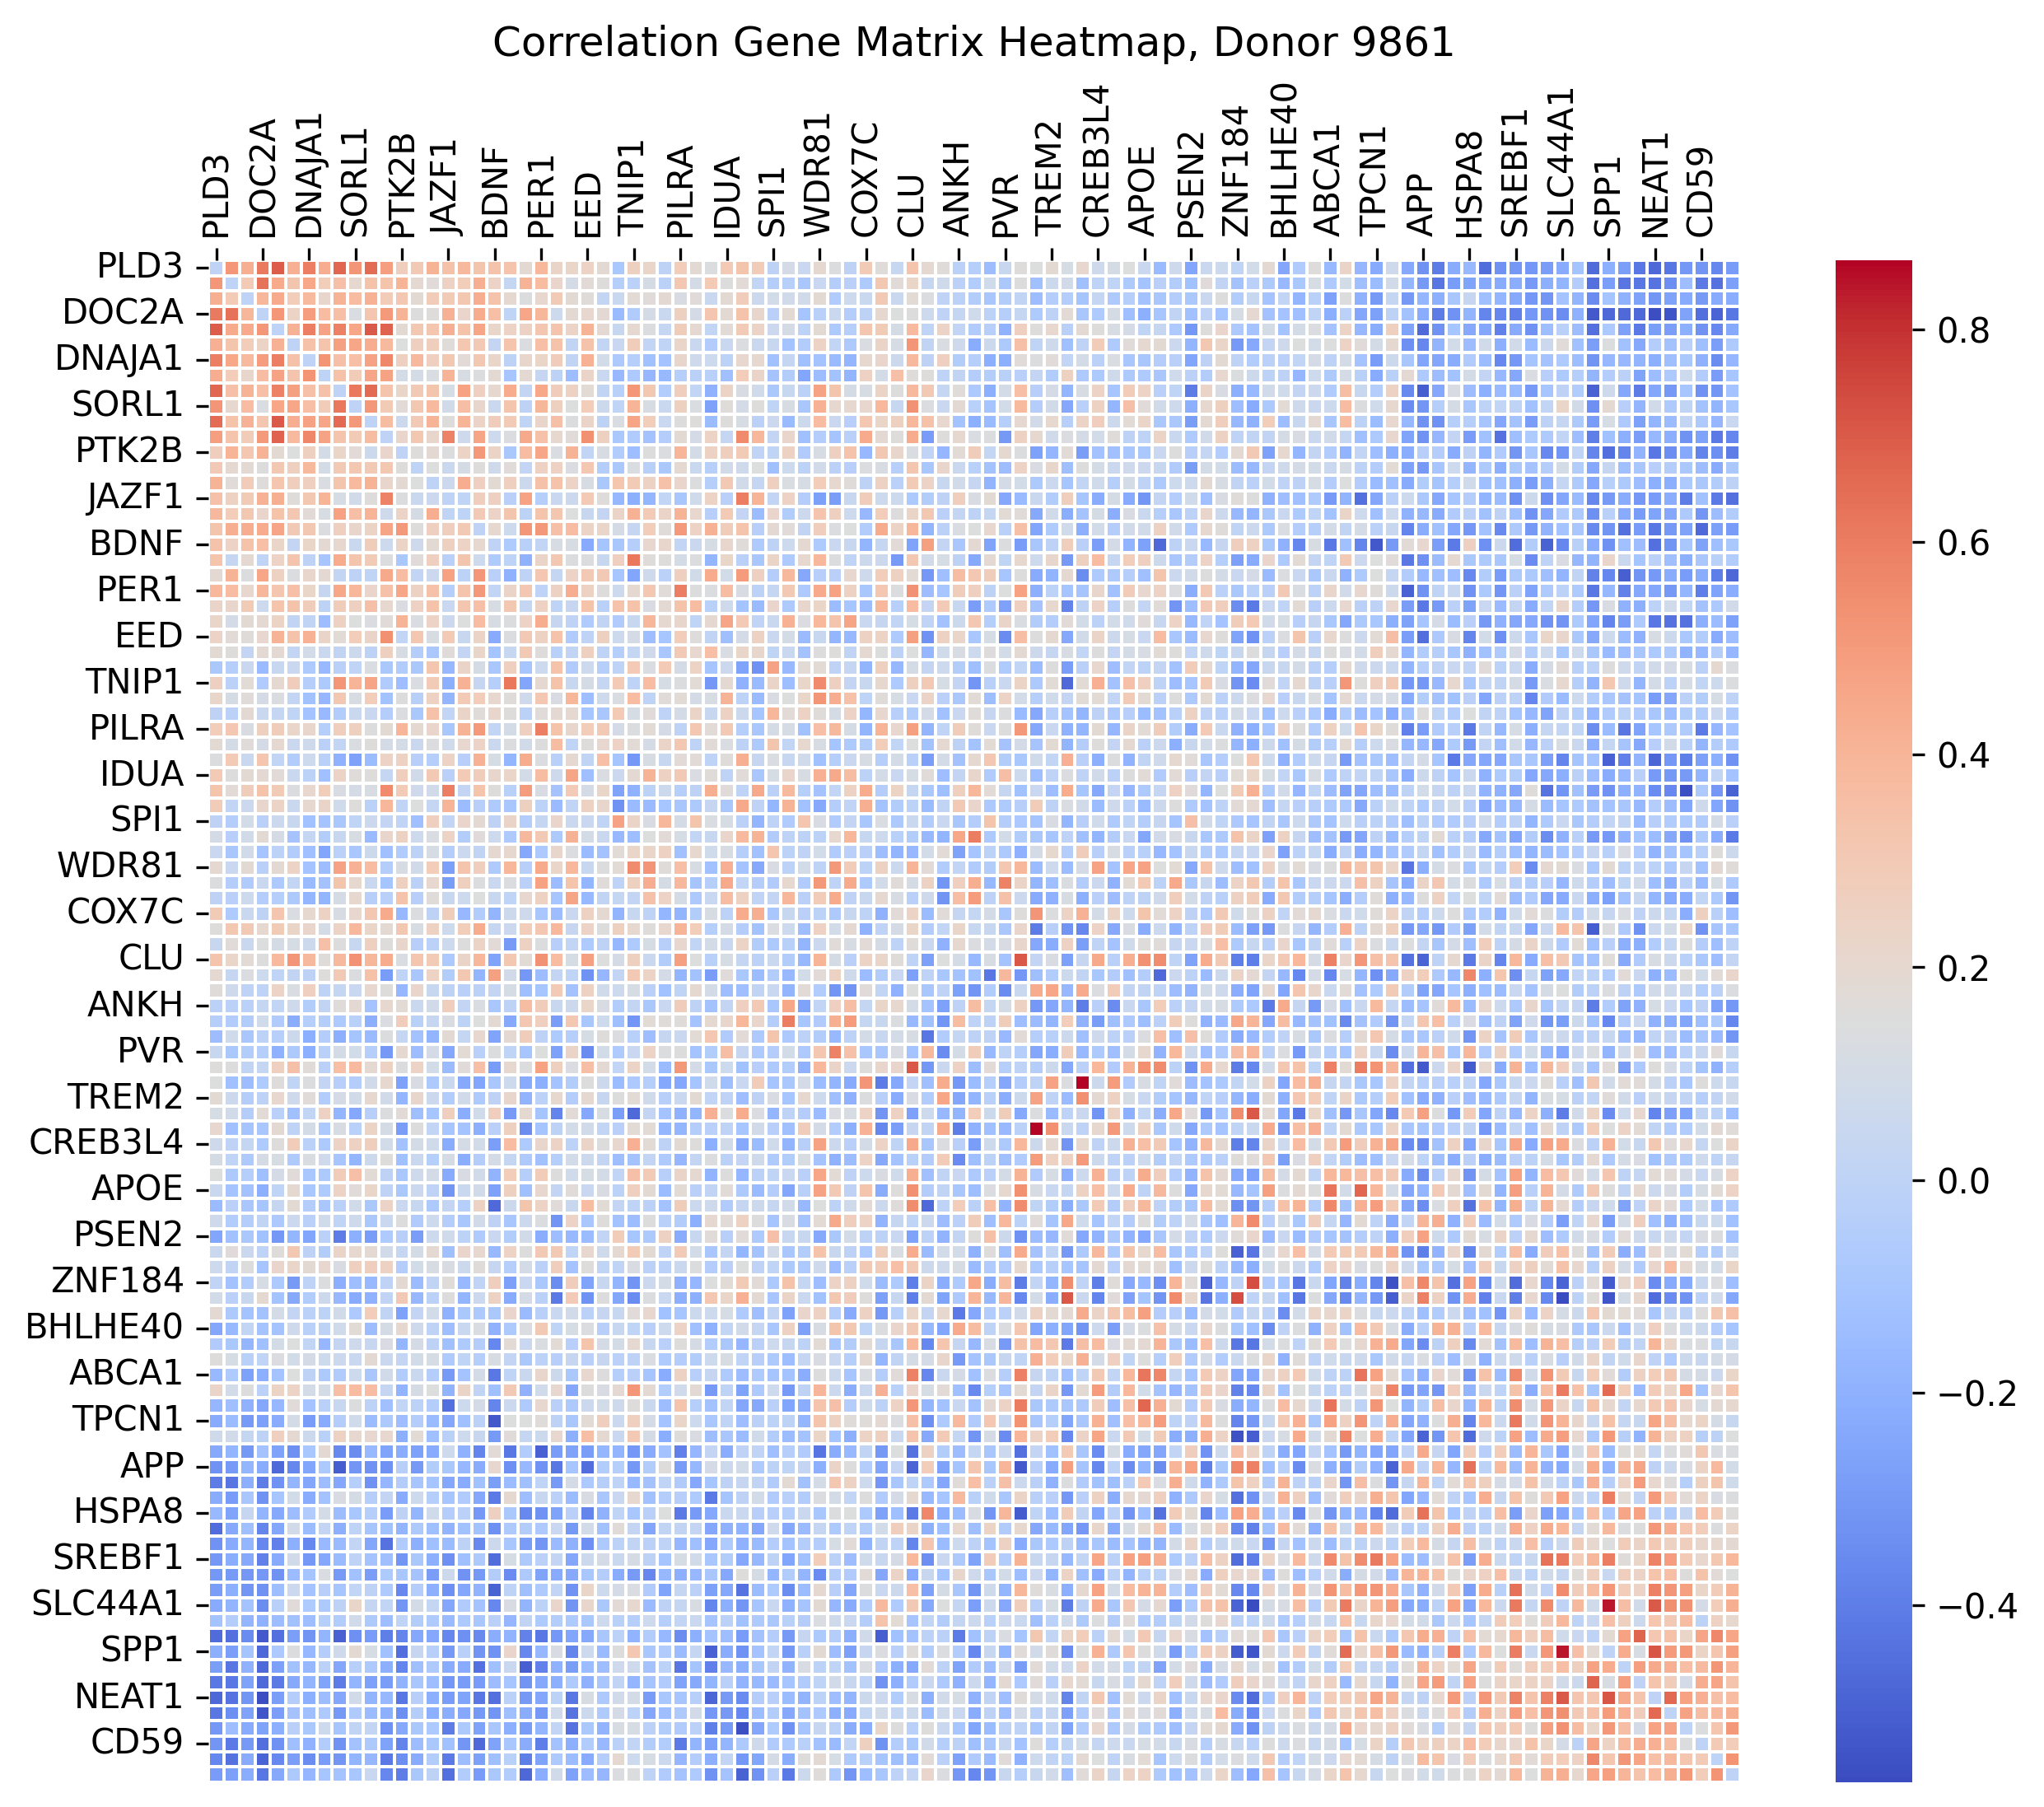 Correlation Gene Matrix Heatmap, Donor 9861
PLD3
DOC2A
DNAJA1
SORL1
PTK2B
JAZF1
BDNF
PER1
EED
TNIP1
PILRA
IDUA
SPI1
WDR81
COX7C
CLU
ANKH
PVR
TREM2
CREB3L4
APOE
PSEN2
ZNF184
BHLHE40
ABCA1
TPCN1
APP
HSPA8
SREBF1
SLC44A1
SPP1
NEAT1
CD59
PLD3
DOC2A
DNAJA1
SORL1
PTK2B
JAZF1
BDNF
PER1
EED
TNIP1
PILRA
IDUA
SPI1
WDR81
COX7C
CLU
ANKH
PVR
TREM2
CREB3L4
APOE
PSEN2
ZNF184
BHLHE40
ABCA1
TPCN1
APP
HSPA8
SREBF1
SLC44A1
SPP1
NEAT1
CD59
0.8
0.6
0.4
0.2
0.0
−0.2
−0.4